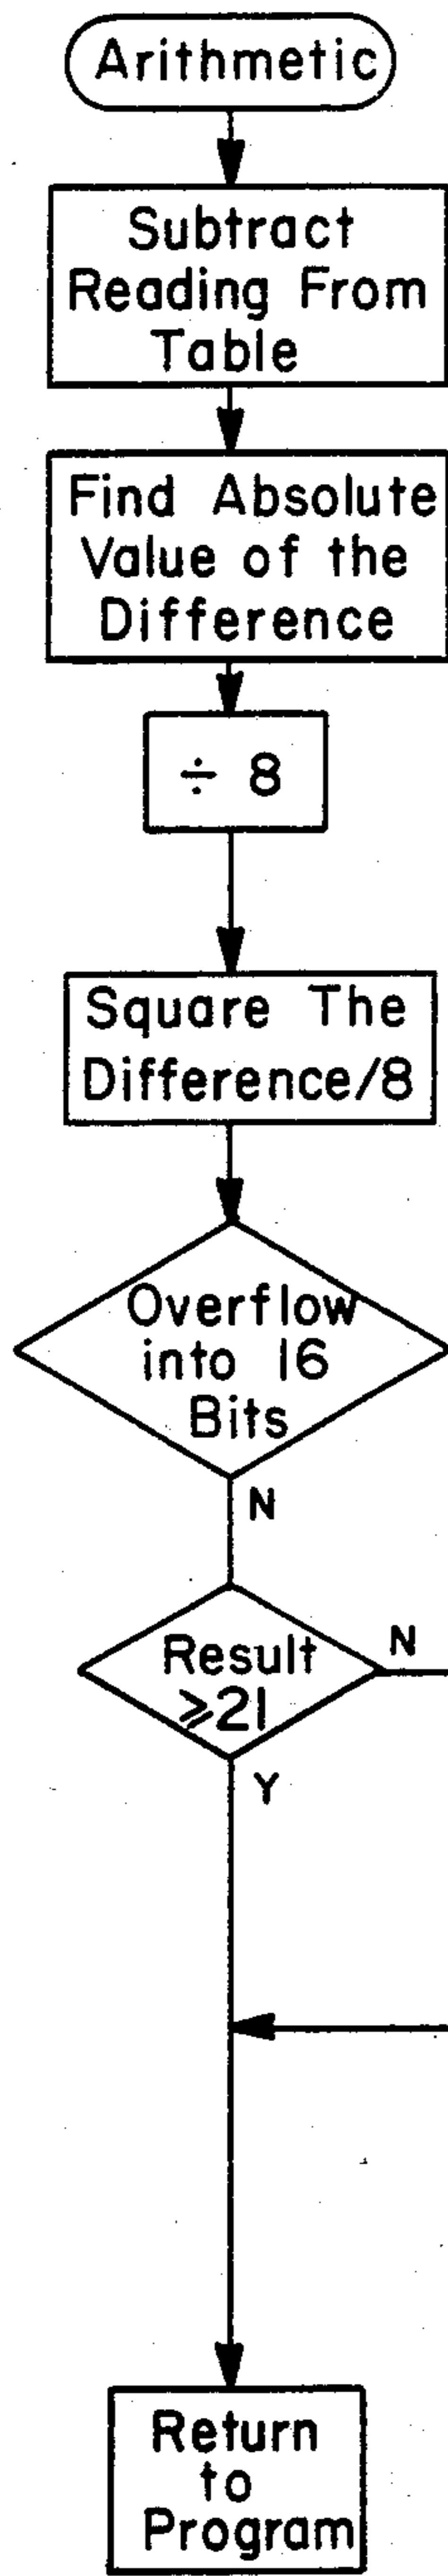 Arithmetic
Subtract
Reading From
Table
Find Absolute
Value of the
Difference
÷ 8
Square The
Difference/8
Overflow
into 16
Bits
N
Result
≥21
N
Y
Return
to
Program